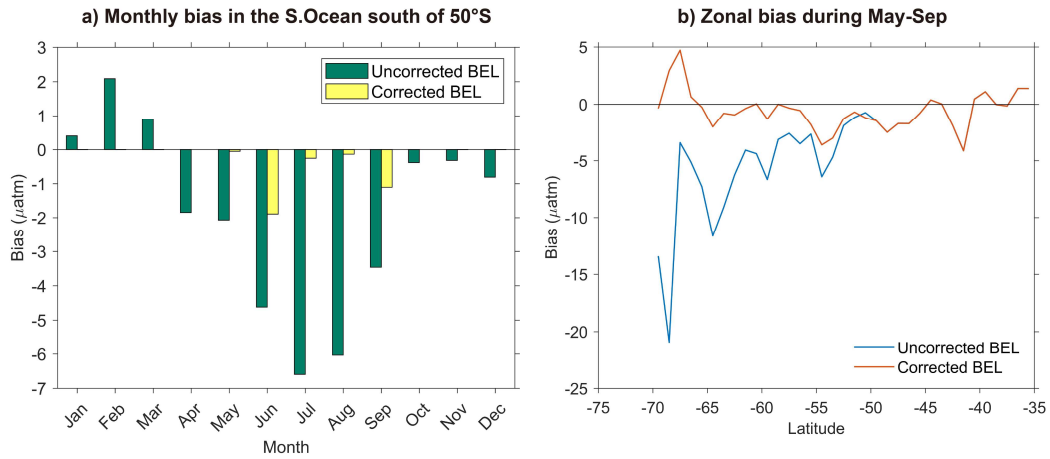 a) Monthly bias in the S.Ocean south of 50°S
3
2
1
0
-1
-2
-3
-4
-5
-6
-7
Bias (μatm)
Uncorrected BEL
Corrected BEL
Jan
Feb
Mar
Apr
May
Jun
Jul
Aug
Sep
Oct
Nov
Dec
Month
b) Zonal bias during May-Sep
5
0
-5
-10
-15
-20
-25
Bias (μatm)
Uncorrected BEL
Corrected BEL
-75
-70
-65
-60
-55
-50
-45
-40
-35
Latitude